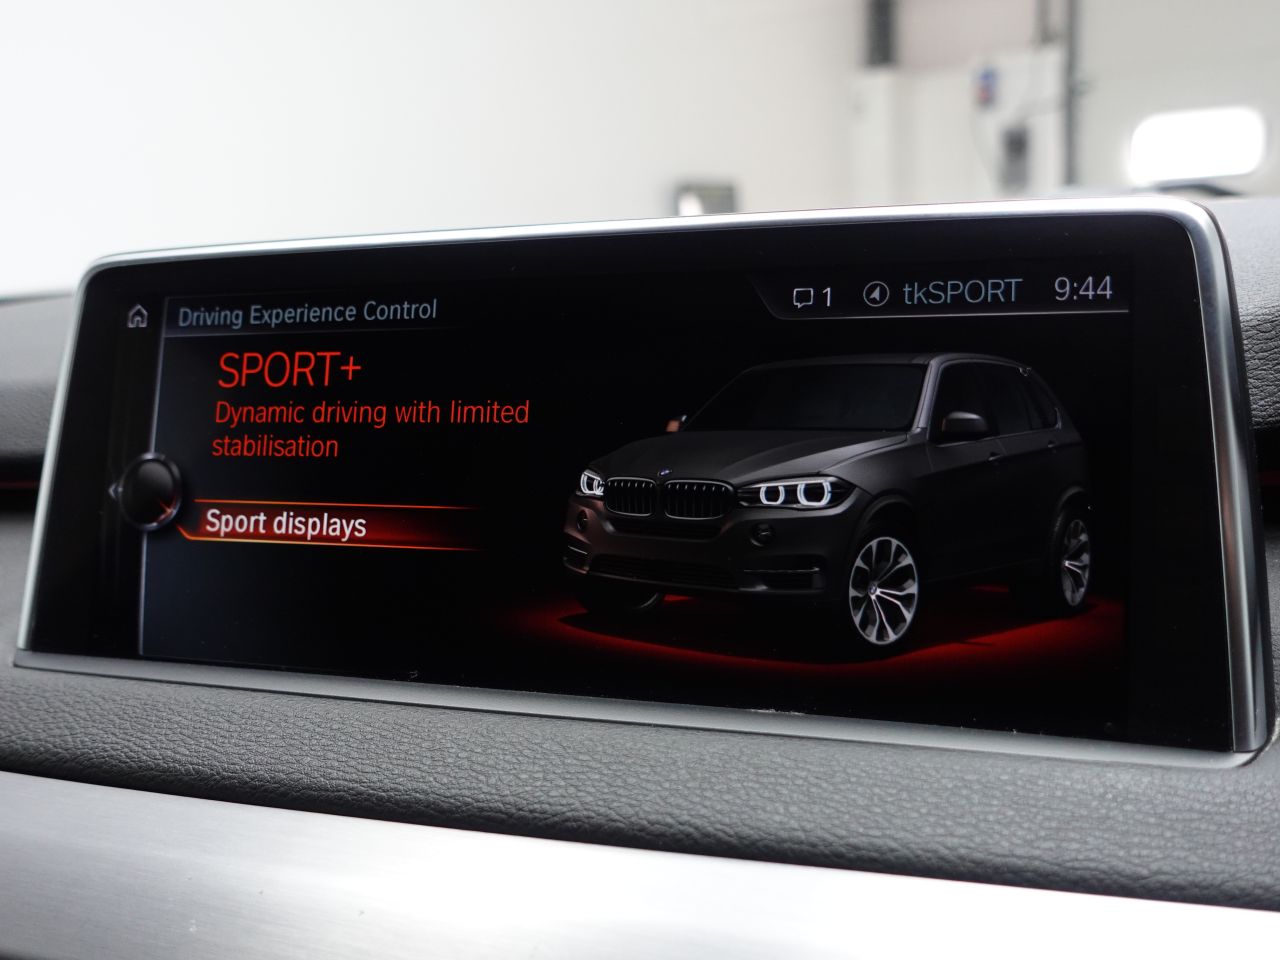 Driving Experience Control
1 tkSPORT 9:44
SPORT+
Dynamic driving with limited
stabilisation
Sport displays